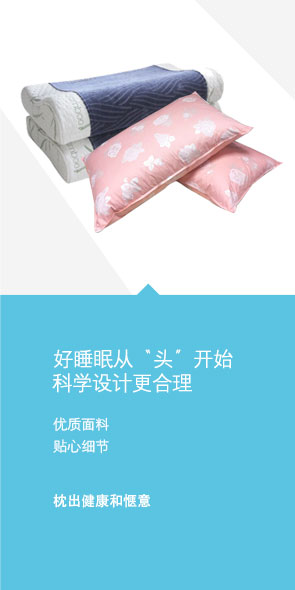 好睡眠从〝头〞开始
科学设计更合理
优质面料
贴心细节
枕出健康和惬意